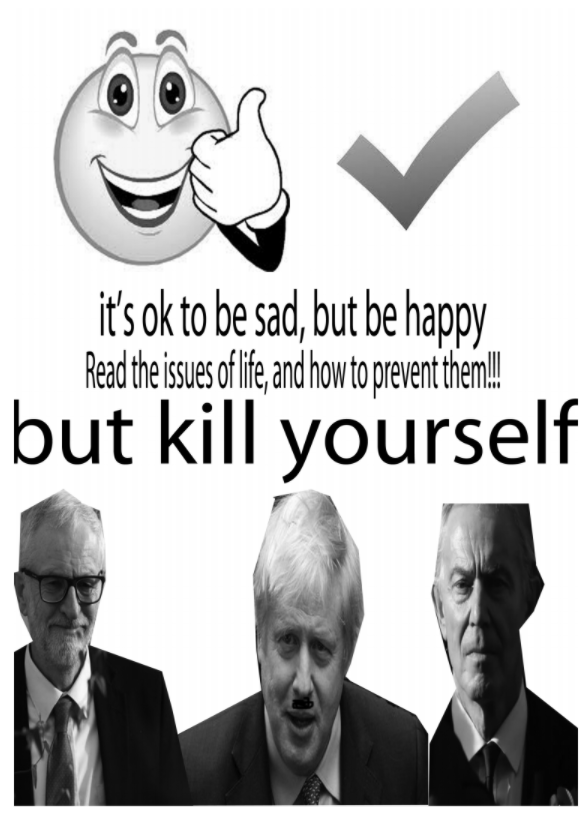 it's ok to be sad, but be happy
Read the issues of life, and how to prevent them!!!
but kill yourself